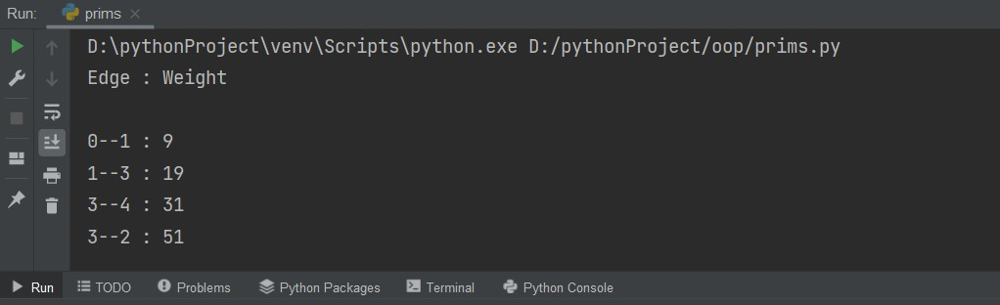 Run: prims
D:\pythonProject\venv\Scripts\python.exe D:/pythonProject/oop/prims.py
Edge : Weight
0--1 : 9
1--3 : 19
3--4 : 31
3--2 : 51
Run TODO Problems Python Packages Terminal Python Console